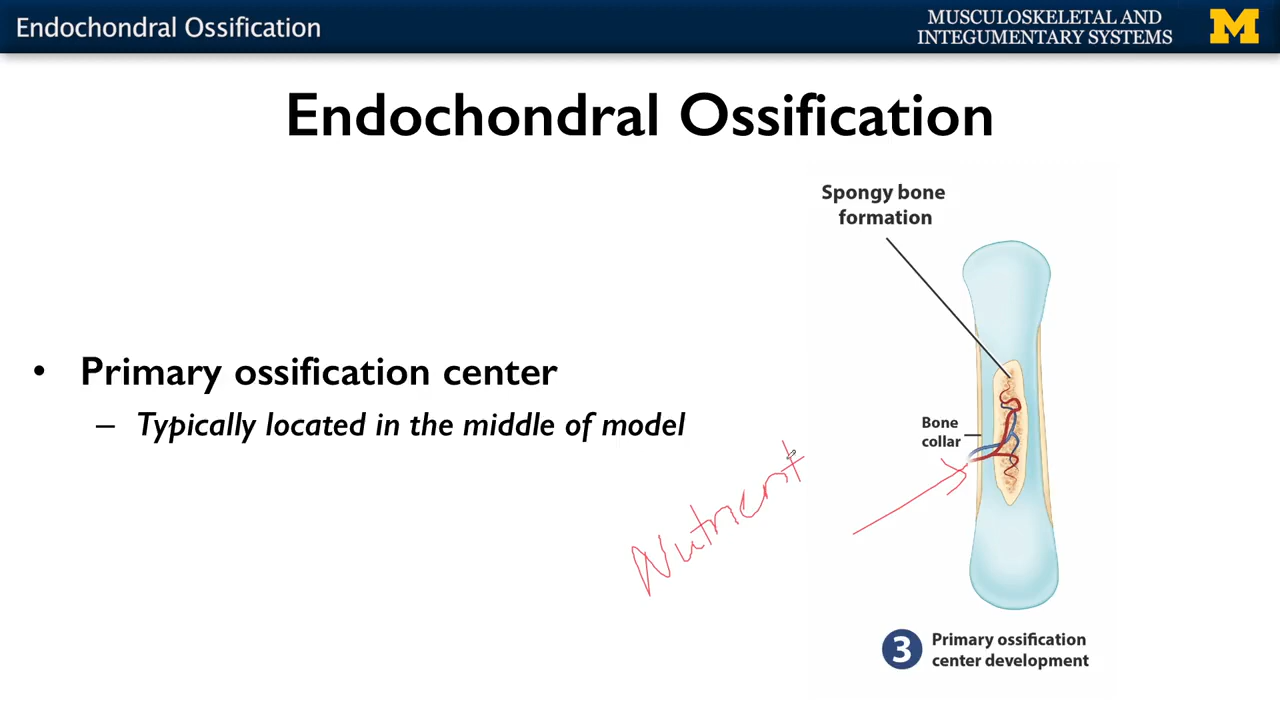 Endochondral Ossification
MUSCULOSKELETAL AND
INTEGUMENTARY SYSTEMS
M
Endochondral Ossification
Spongy bone
formation
• Primary ossification center
– Typically located in the middle of model
Bone
collar
Nutrient
3
Primary ossification
center development